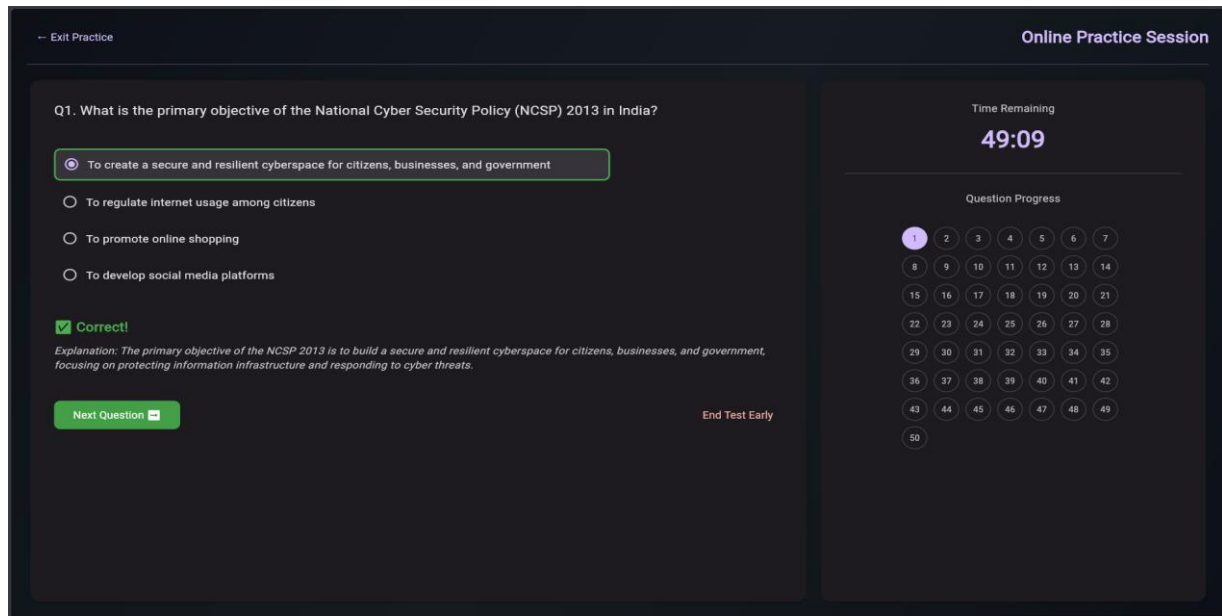 ← Exit Practice
Online Practice Session
Q1. What is the primary objective of the National Cyber Security Policy (NCSP) 2013 in India?
To create a secure and resilient cyberspace for citizens, businesses, and government
To regulate internet usage among citizens
To promote online shopping
To develop social media platforms
✅ Correct!
Explanation: The primary objective of the NCSP 2013 is to build a secure and resilient cyberspace for citizens, businesses, and government,
focusing on protecting information infrastructure and responding to cyber threats.
Next Question ➡
End Test Early
Time Remaining
49:09
Question Progress
1 2 3 4 5 6 7
8 9 10 11 12 13 14
15 16 17 18 19 20 21
22 23 24 25 26 27 28
29 30 31 32 33 34 35
36 37 38 39 40 41 42
43 44 45 46 47 48 49
50